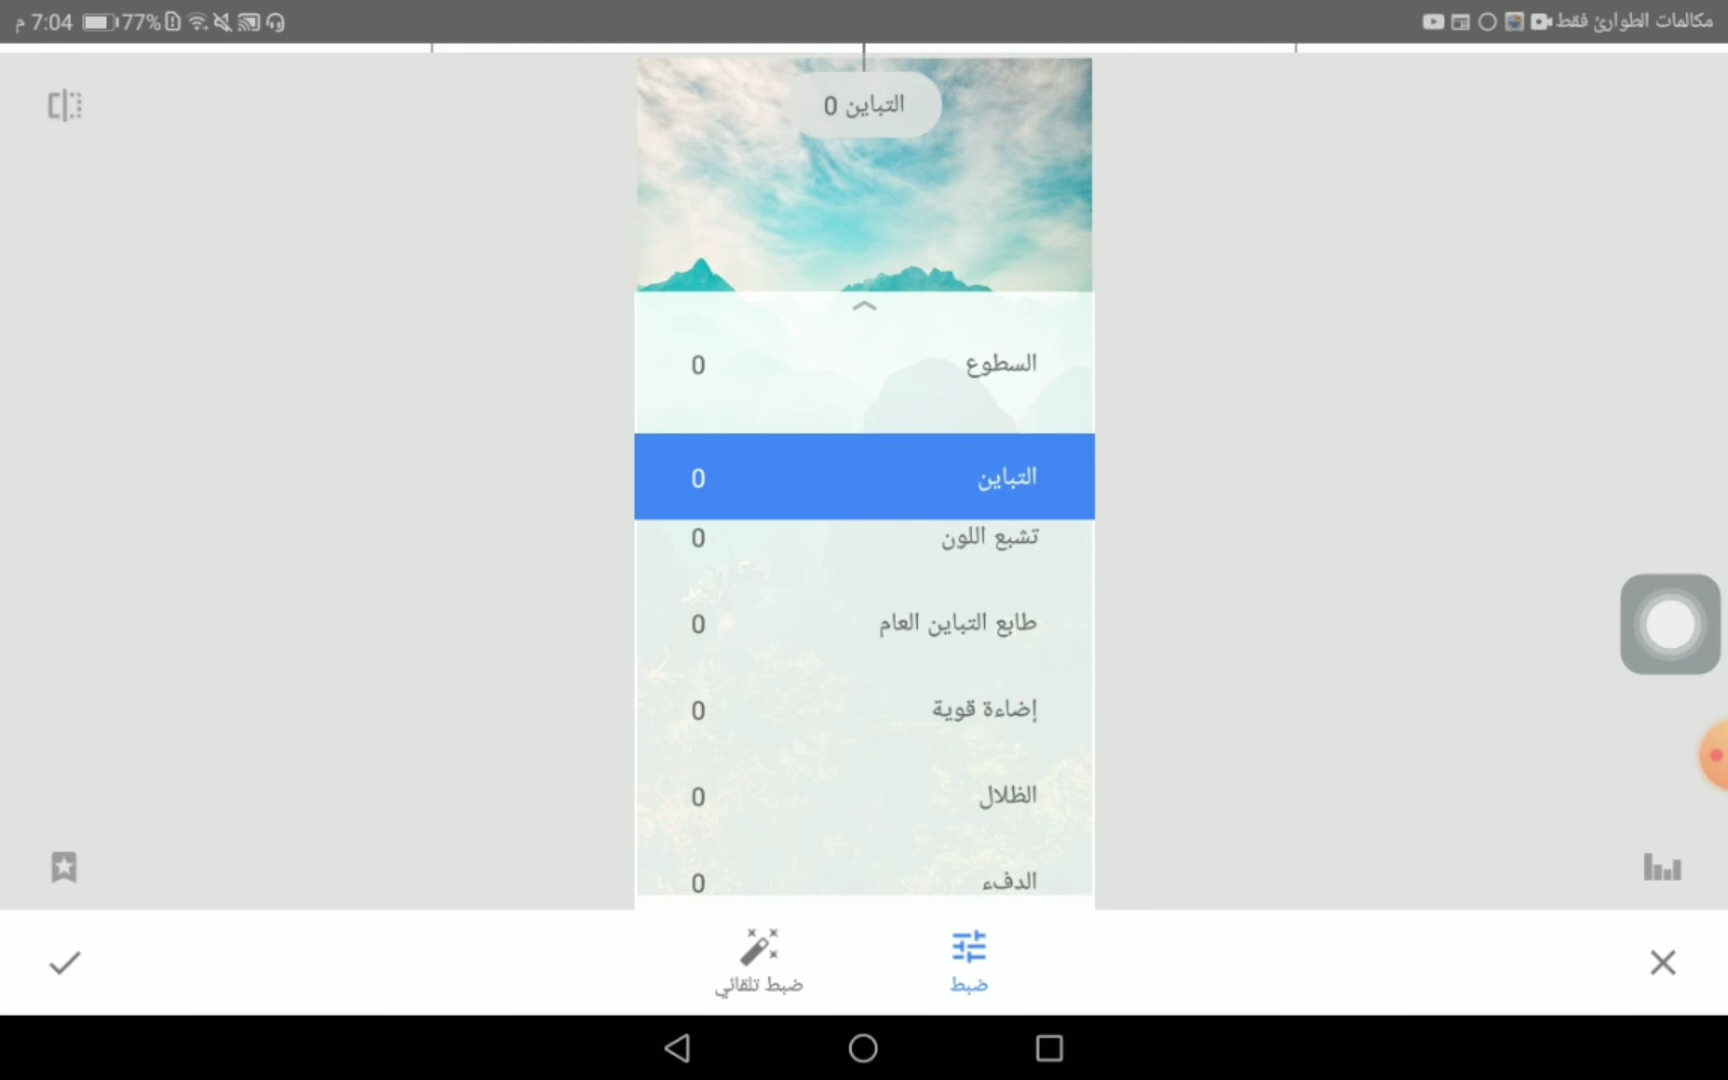 مكالمات الطوارئ فقط
77% 7:04 م
التباين 0
السطوع 0
التباين 0
تشبع اللون 0
طابع التباين العام 0
إضاءة قوية 0
الظلال 0
الدفء 0
ضبط
ضبط تلقائي